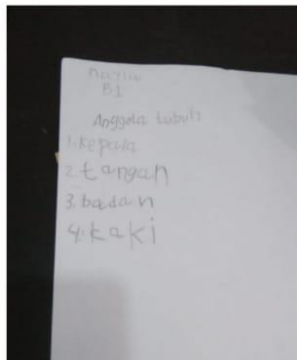 B1
Anggota tubuh
1. kepala
2. tangan
3. badan
4. kaki